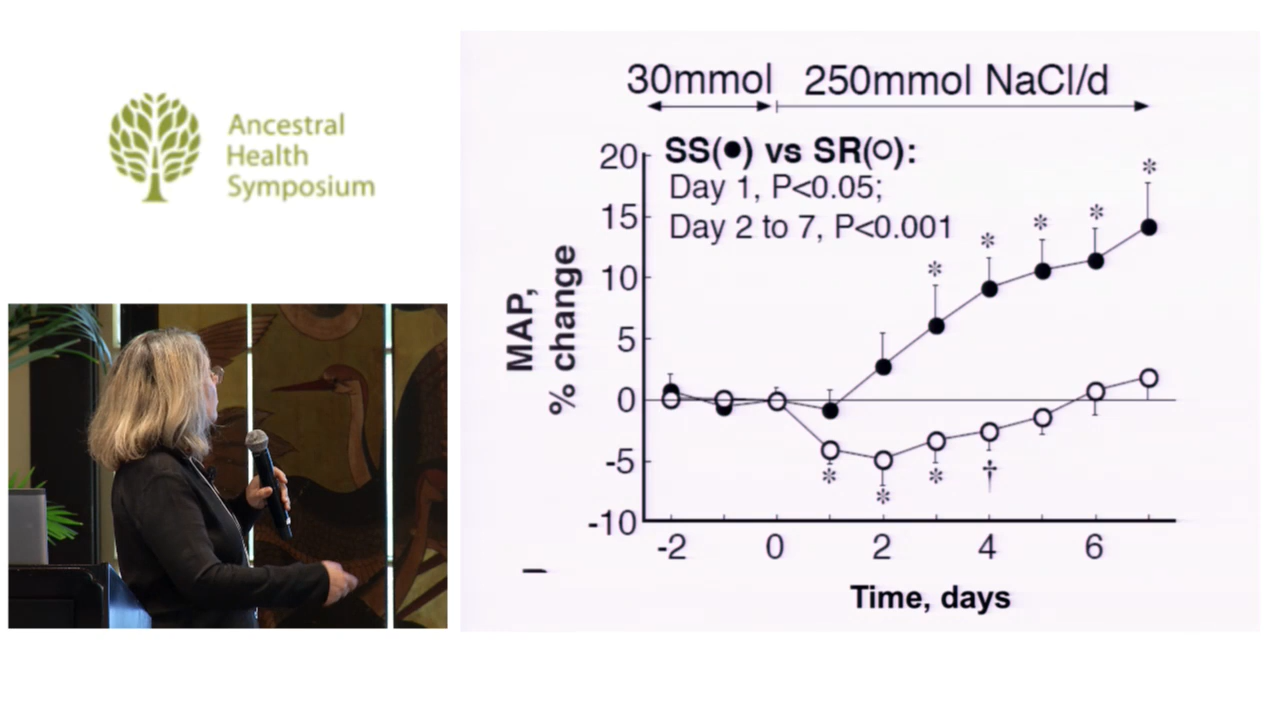 Ancestral
Health
Symposium
30mmol 250mmol NaCl/d
SS(●) vs SR(○):
Day 1, P<0.05;
Day 2 to 7, P<0.001
MAP,
% change
20
15
10
5
0
-5
-10
* * * * *
* * * †
-2 0 2 4 6
Time, days